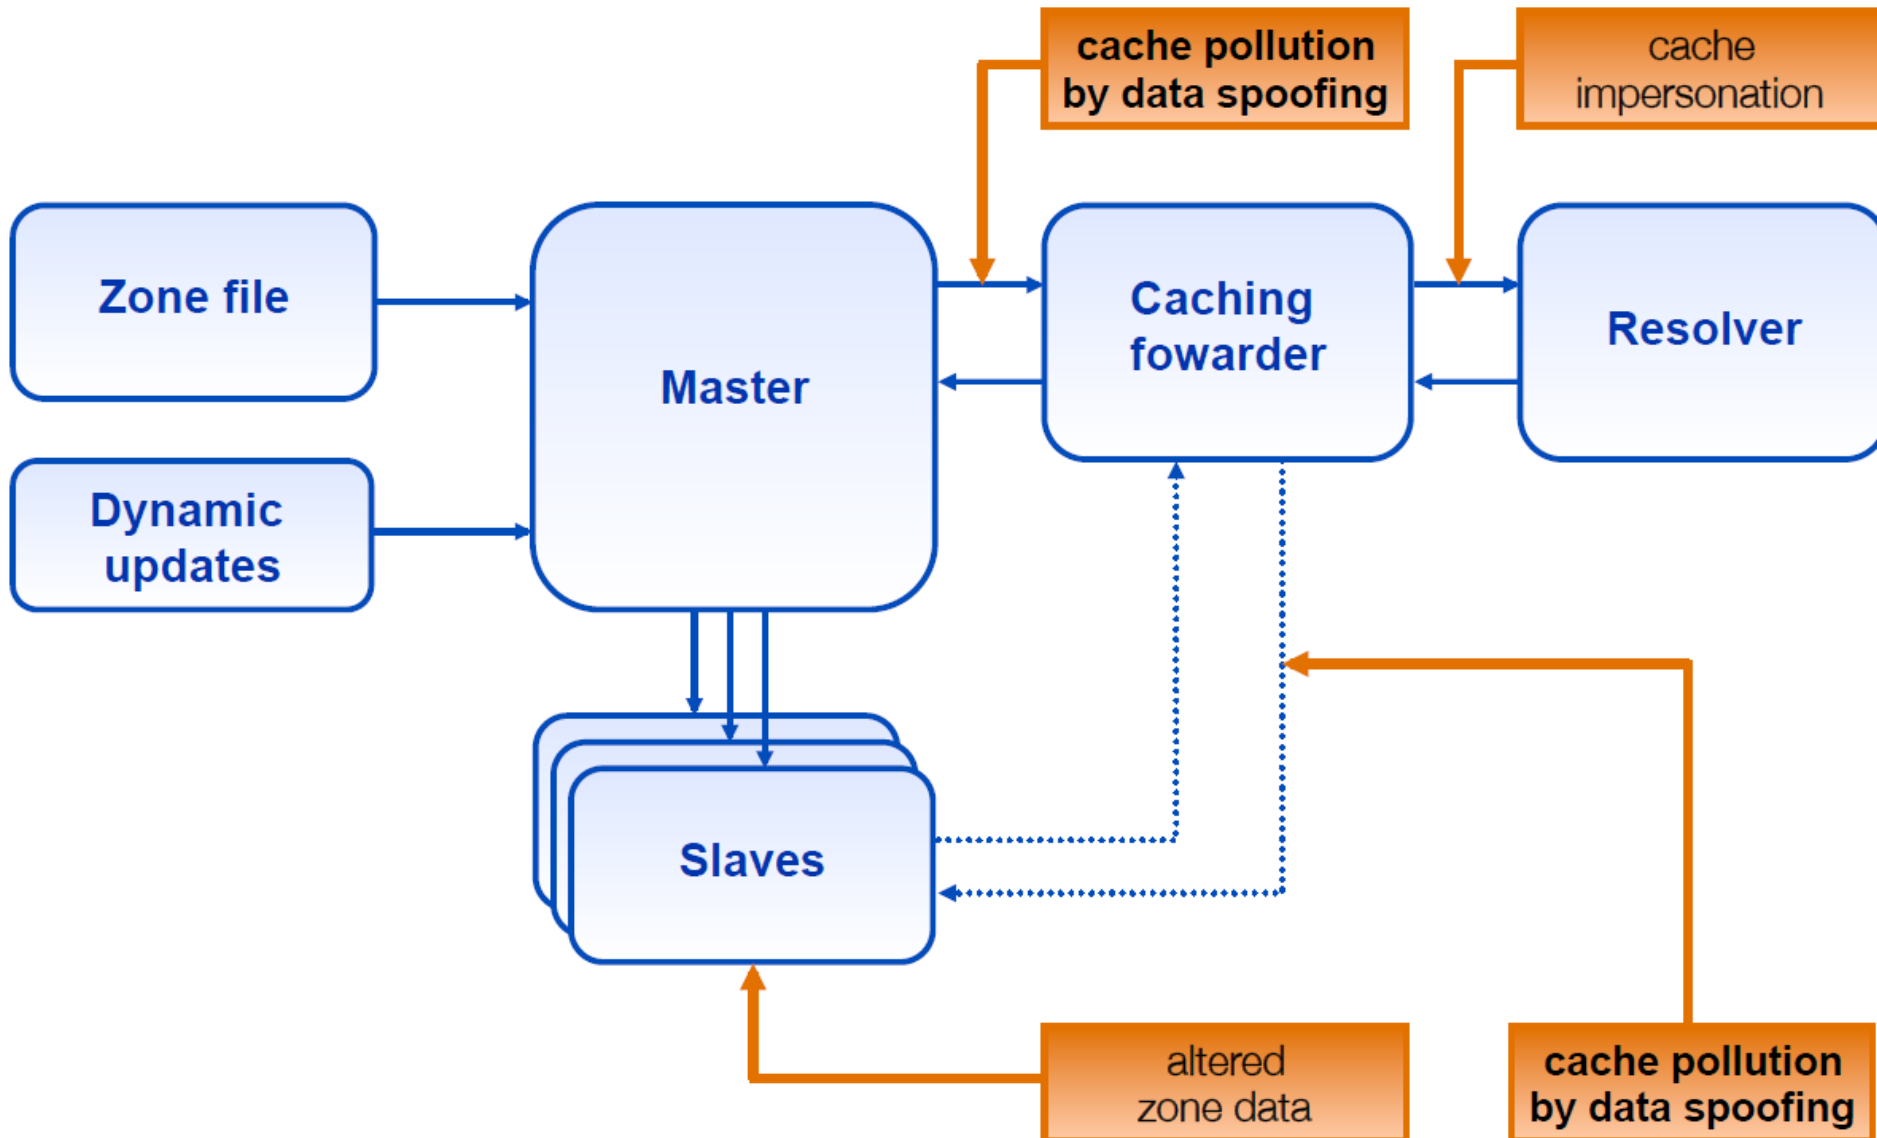 cache pollution
by data spoofing
cache
impersonation
Zone file
Master
Caching
fowarder
Resolver
Dynamic
updates
Slaves
altered
zone data
cache pollution
by data spoofing